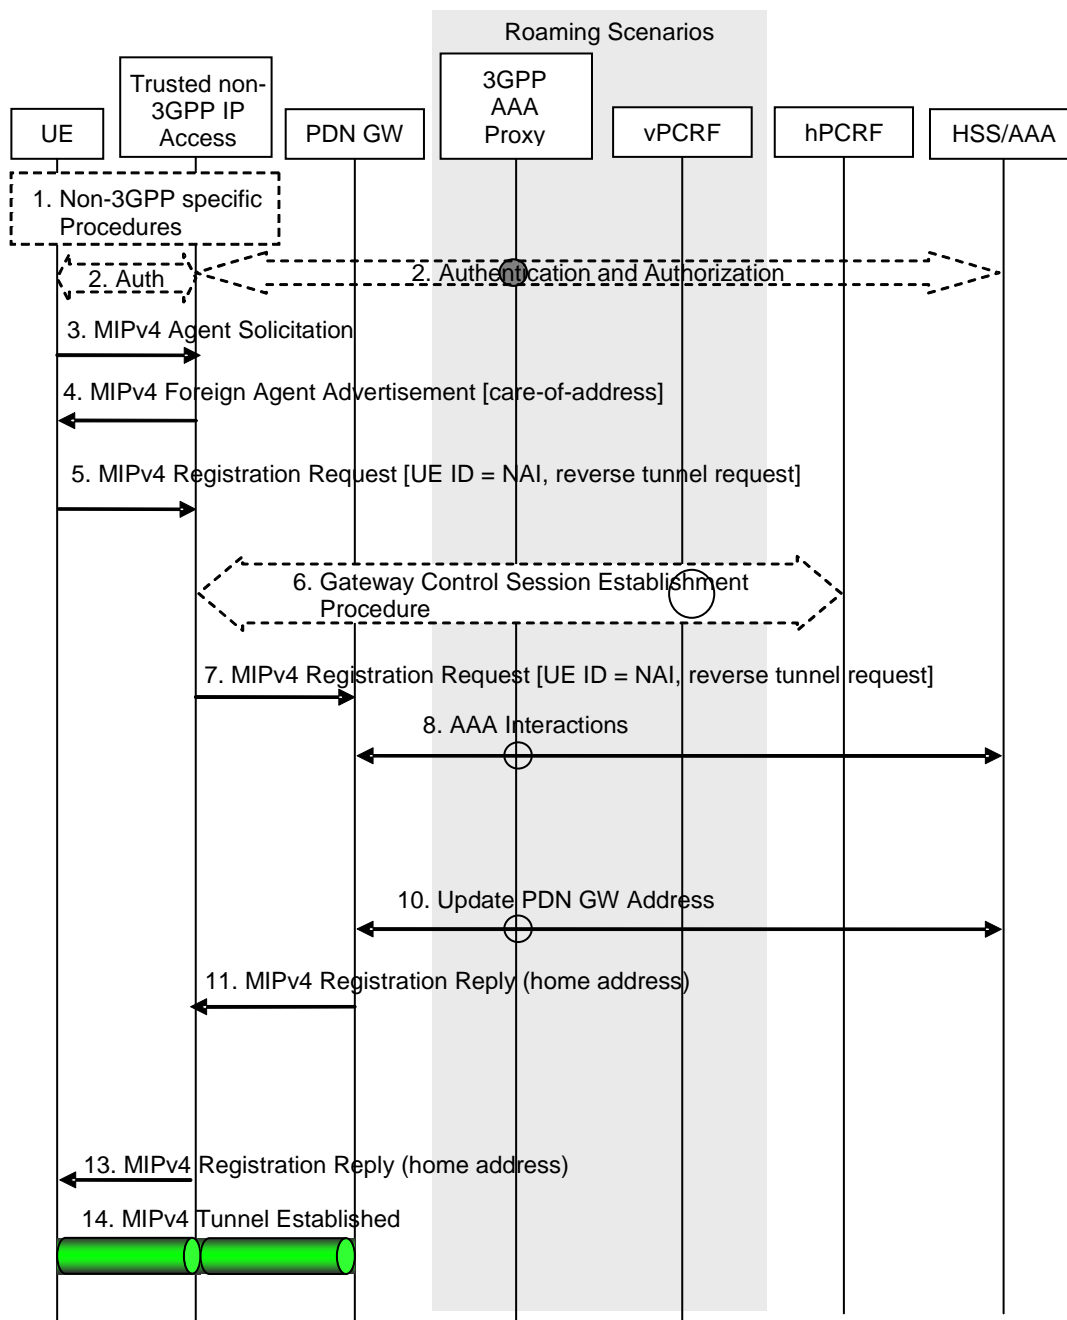 Roaming Scenarios
UE
Trusted non-
3GPP IP
Access
PDN GW
3GPP
AAA
Proxy
vPCRF
hPCRF
HSS/AAA
1. Non-3GPP specific
Procedures
2. Auth
2. Authentication and Authorization
3. MIPv4 Agent Solicitation
4. MIPv4 Foreign Agent Advertisement [care-of-address]
5. MIPv4 Registration Request [UE ID = NAI, reverse tunnel request]
6. Gateway Control Session Establishment
Procedure
7. MIPv4 Registration Request [UE ID = NAI, reverse tunnel request]
8. AAA Interactions
10. Update PDN GW Address
11. MIPv4 Registration Reply (home address)
13. MIPv4 Registration Reply (home address)
14. MIPv4 Tunnel Established